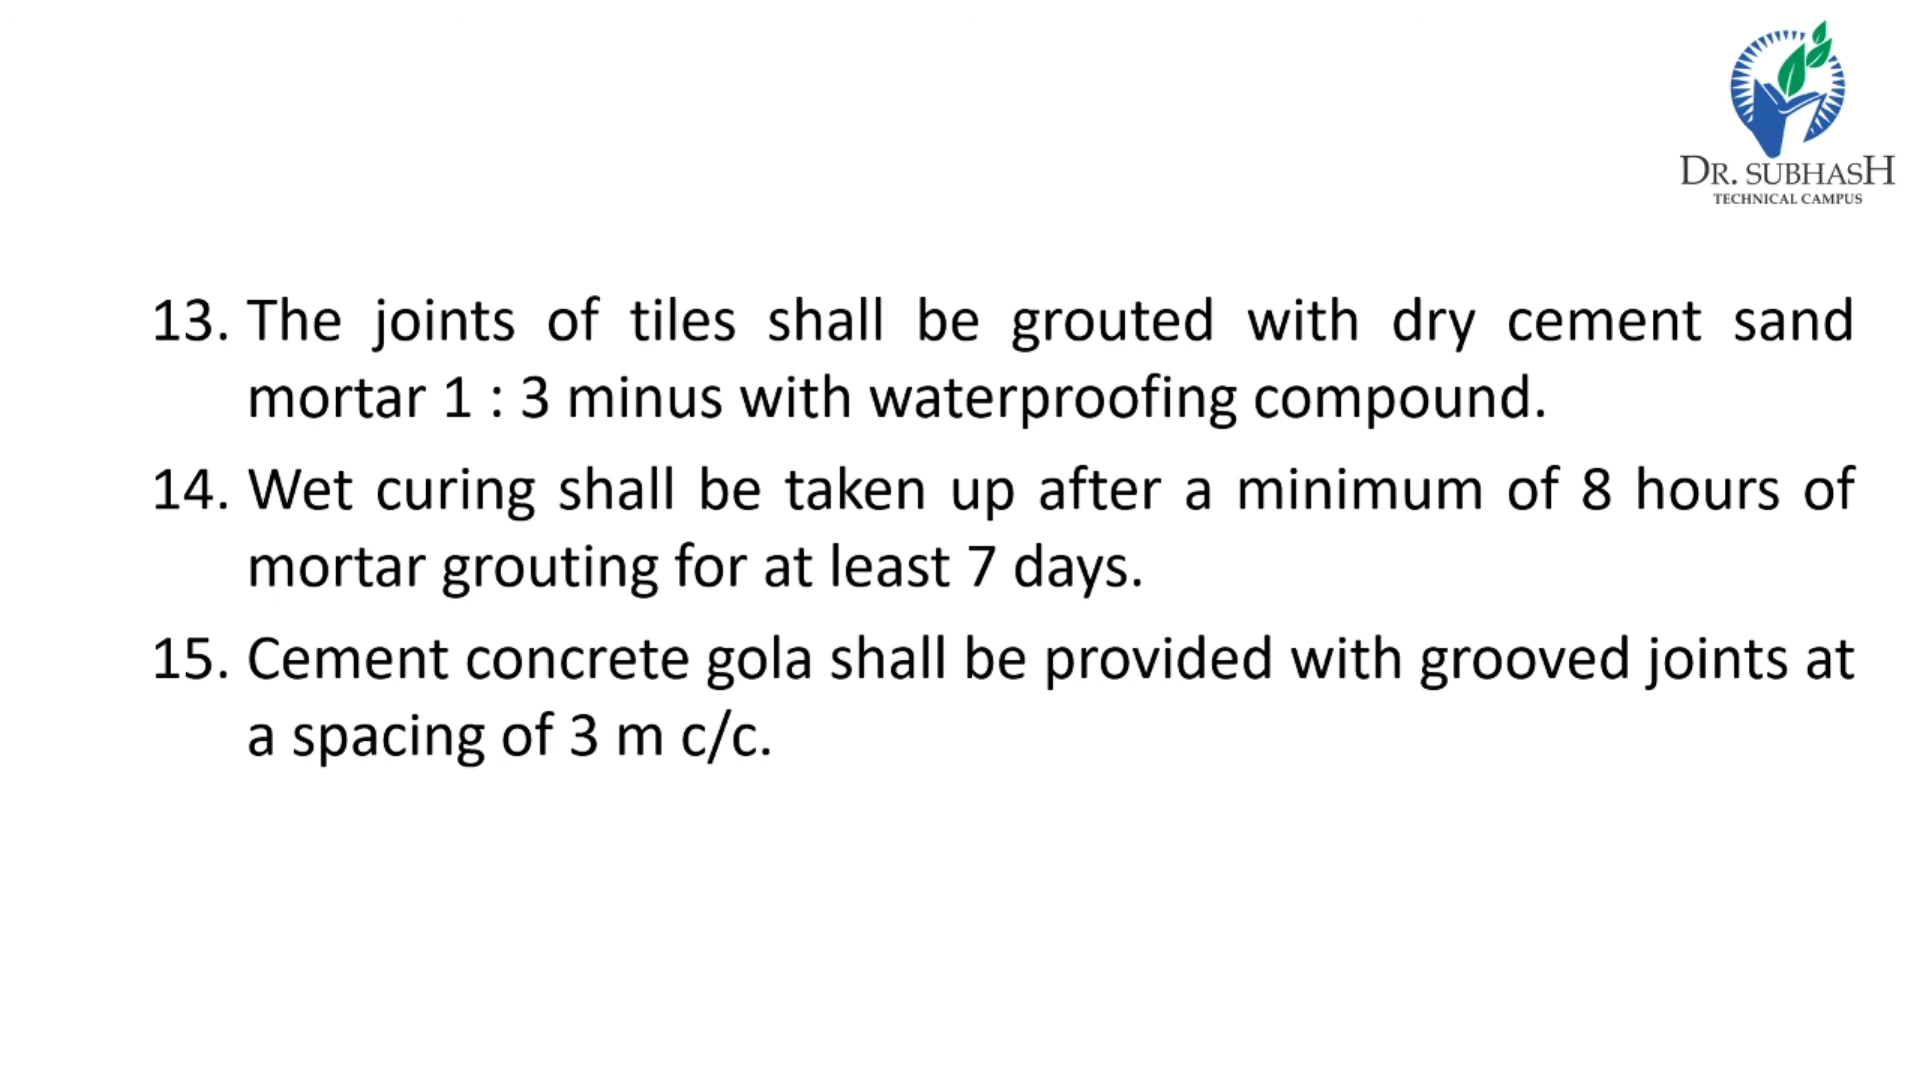 DR. SUBHASH
TECHNICAL CAMPUS
13. The joints of tiles shall be grouted with dry cement sand
mortar 1 : 3 minus with waterproofing compound.
14. Wet curing shall be taken up after a minimum of 8 hours of
mortar grouting for at least 7 days.
15. Cement concrete gola shall be provided with grooved joints at
a spacing of 3 m c/c.